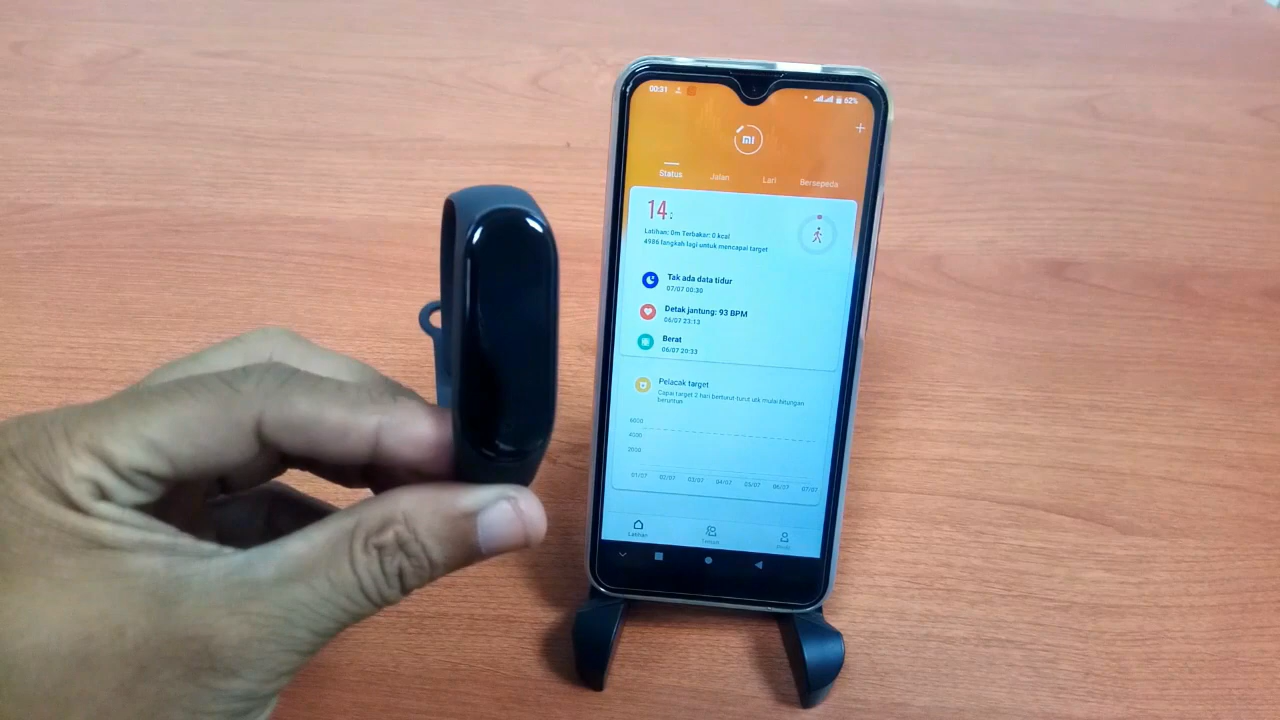 00:31
62%
mi
Status Jalan Lari Bersepeda
14
Latihan: 0m Terbakar: 0 kcal
4986 langkah lagi untuk mencapai target
Tak ada data tidur
07/07 00:30
Detak jantung: 93 BPM
06/07 23:13
Berat
06/07 20:33
Pelacak target
Capai target 2 hari berturut-turut utk mulai hitungan
beruntun
6000
4000
2000
01/07 02/07 03/07 04/07 05/07 06/07 07/07
Latihan Teman Profil